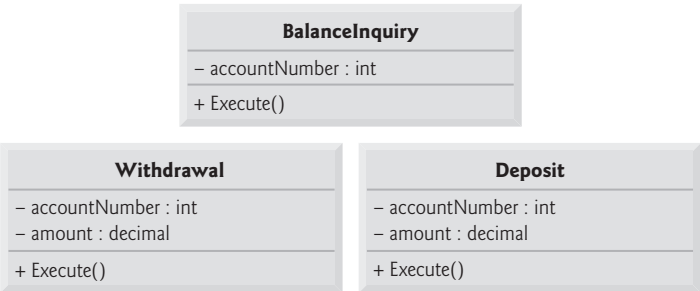 BalanceInquiry
– accountNumber : int
+ Execute()
Withdrawal
– accountNumber : int
– amount : decimal
+ Execute()
Deposit
– accountNumber : int
– amount : decimal
+ Execute()